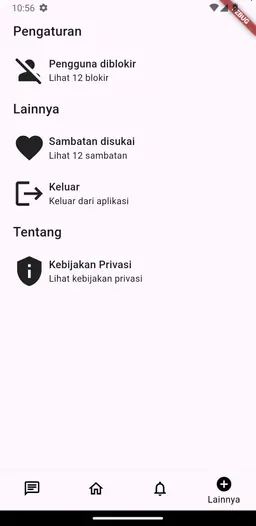 10:56
DEBUG
Pengaturan
Pengguna diblokir
Lihat 12 blokir
Lainnya
Sambatan disukai
Lihat 12 sambatan
Keluar
Keluar dari aplikasi
Tentang
Kebijakan Privasi
Lihat kebijakan privasi
Lainnya